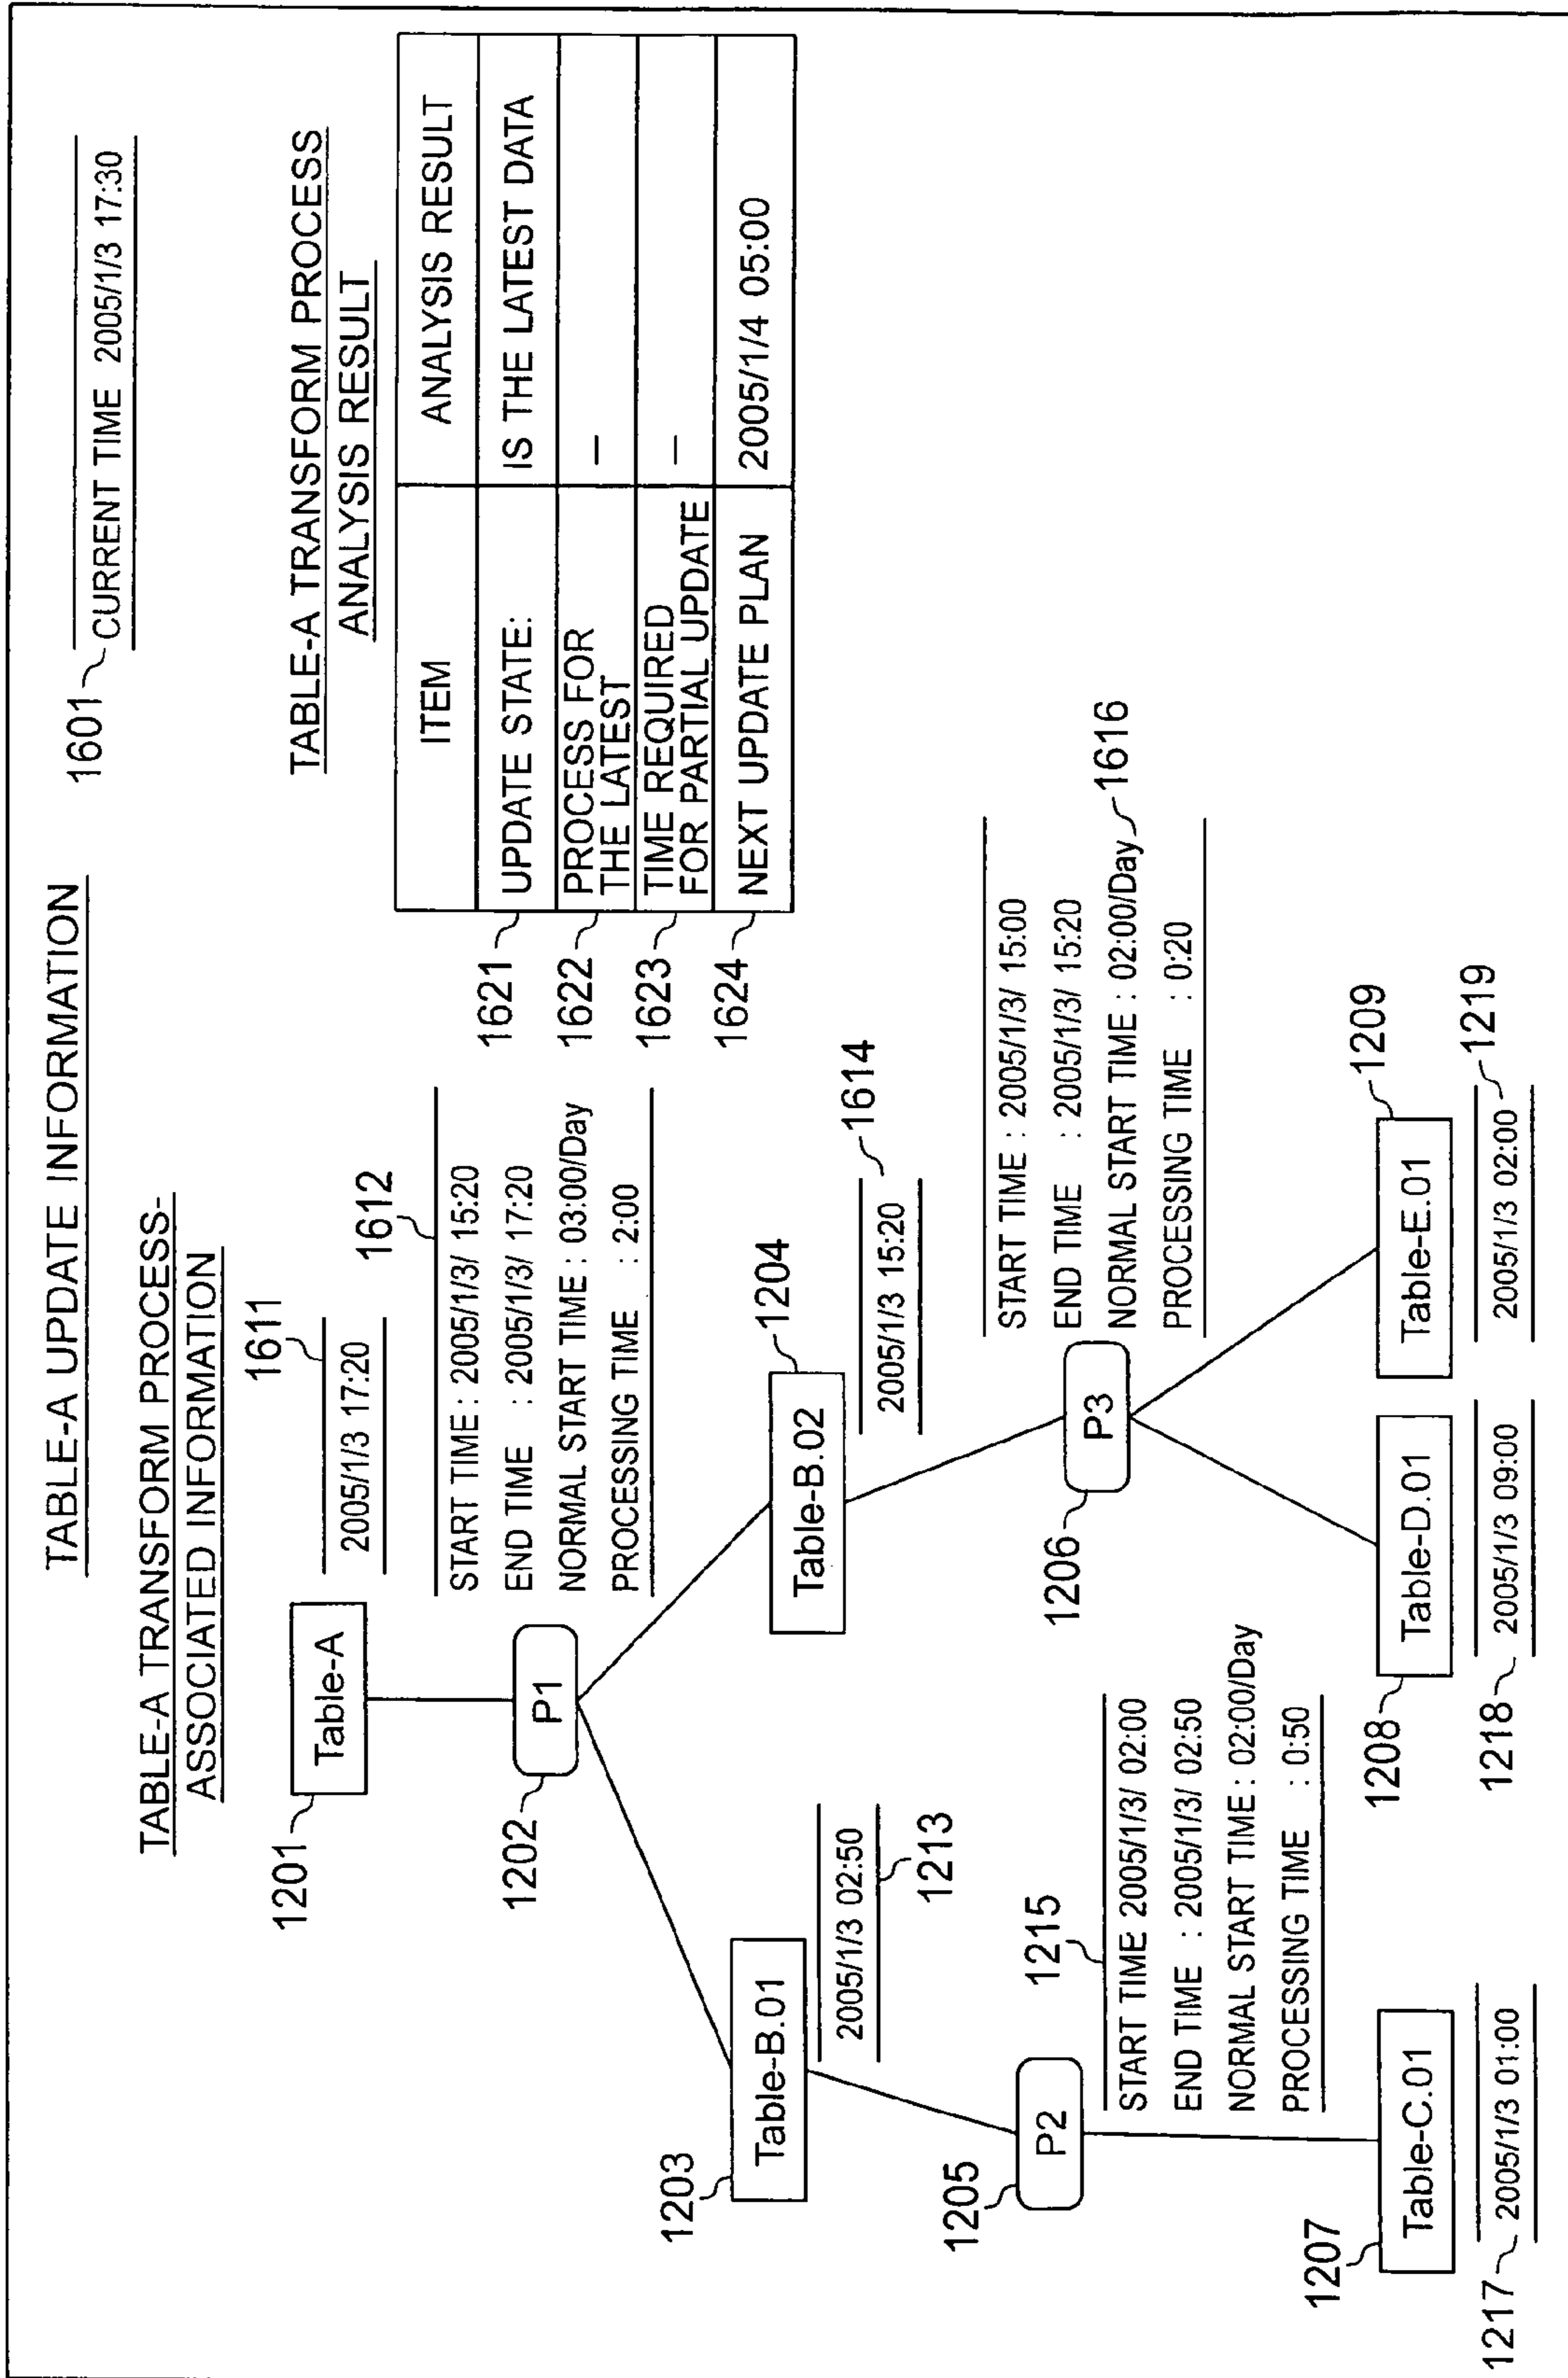 TABLE-A UPDATE INFORMATION
1601 CURRENT TIME 2005/1/3 17:30
TABLE-A TRANSFORM PROCESS-
ASSOCIATED INFORMATION
1201
Table-A
1611
2005/1/3 17:20
1202
P1
1612
START TIME : 2005/1/3/ 15:20
END TIME : 2005/1/3/ 17:20
NORMAL START TIME : 03:00/Day
PROCESSING TIME : 2:00
1203
Table-B.01
2005/1/3 02:50
1213
Table-B.02
1204
2005/1/3 15:20
1614
1205
P2
1215
START TIME 2005/1/3/ 02:00
END TIME : 2005/1/3/ 02:50
NORMAL START TIME : 02:00/Day
PROCESSING TIME : 0:50
1206
P3
START TIME : 2005/1/3/ 15:00
END TIME : 2005/1/3/ 15:20
NORMAL START TIME : 02:00/Day 1616
PROCESSING TIME : 0:20
1207
Table-C.01
1217 2005/1/3 01:00
1208
Table-D.01
1218 2005/1/3 09:00
Table-E.01
1209
2005/1/3 02:00 1219
TABLE-A TRANSFORM PROCESS
ANALYSIS RESULT
ITEM ANALYSIS RESULT
1621 UPDATE STATE: IS THE LATEST DATA
1622 PROCESS FOR
THE LATEST –
1623 TIME REQUIRED
FOR PARTIAL UPDATE –
1624 NEXT UPDATE PLAN 2005/1/4 05:00